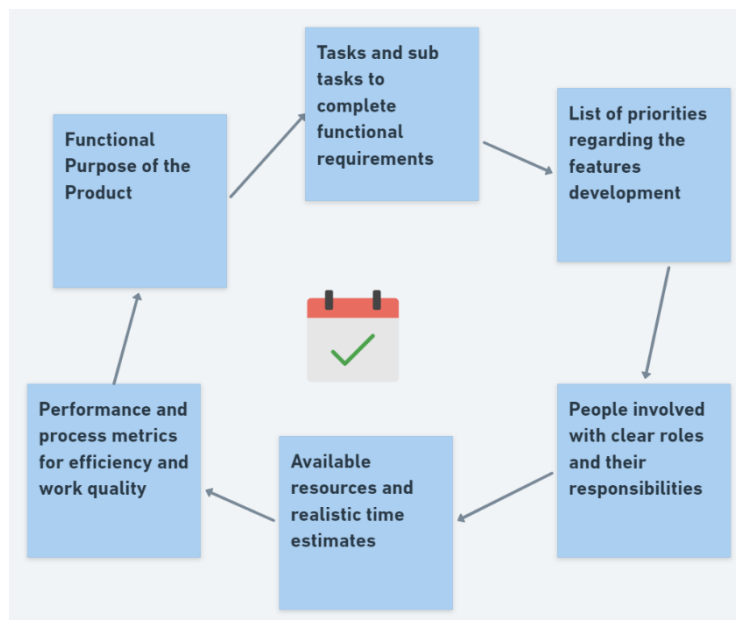 Functional
Purpose of the
Product
Tasks and sub
tasks to
complete
functional
requirements
List of priorities
regarding the
features
development
People involved
with clear roles
and their
responsibilities
Available
resources and
realistic time
estimates
Performance and
process metrics
for efficiency and
work quality